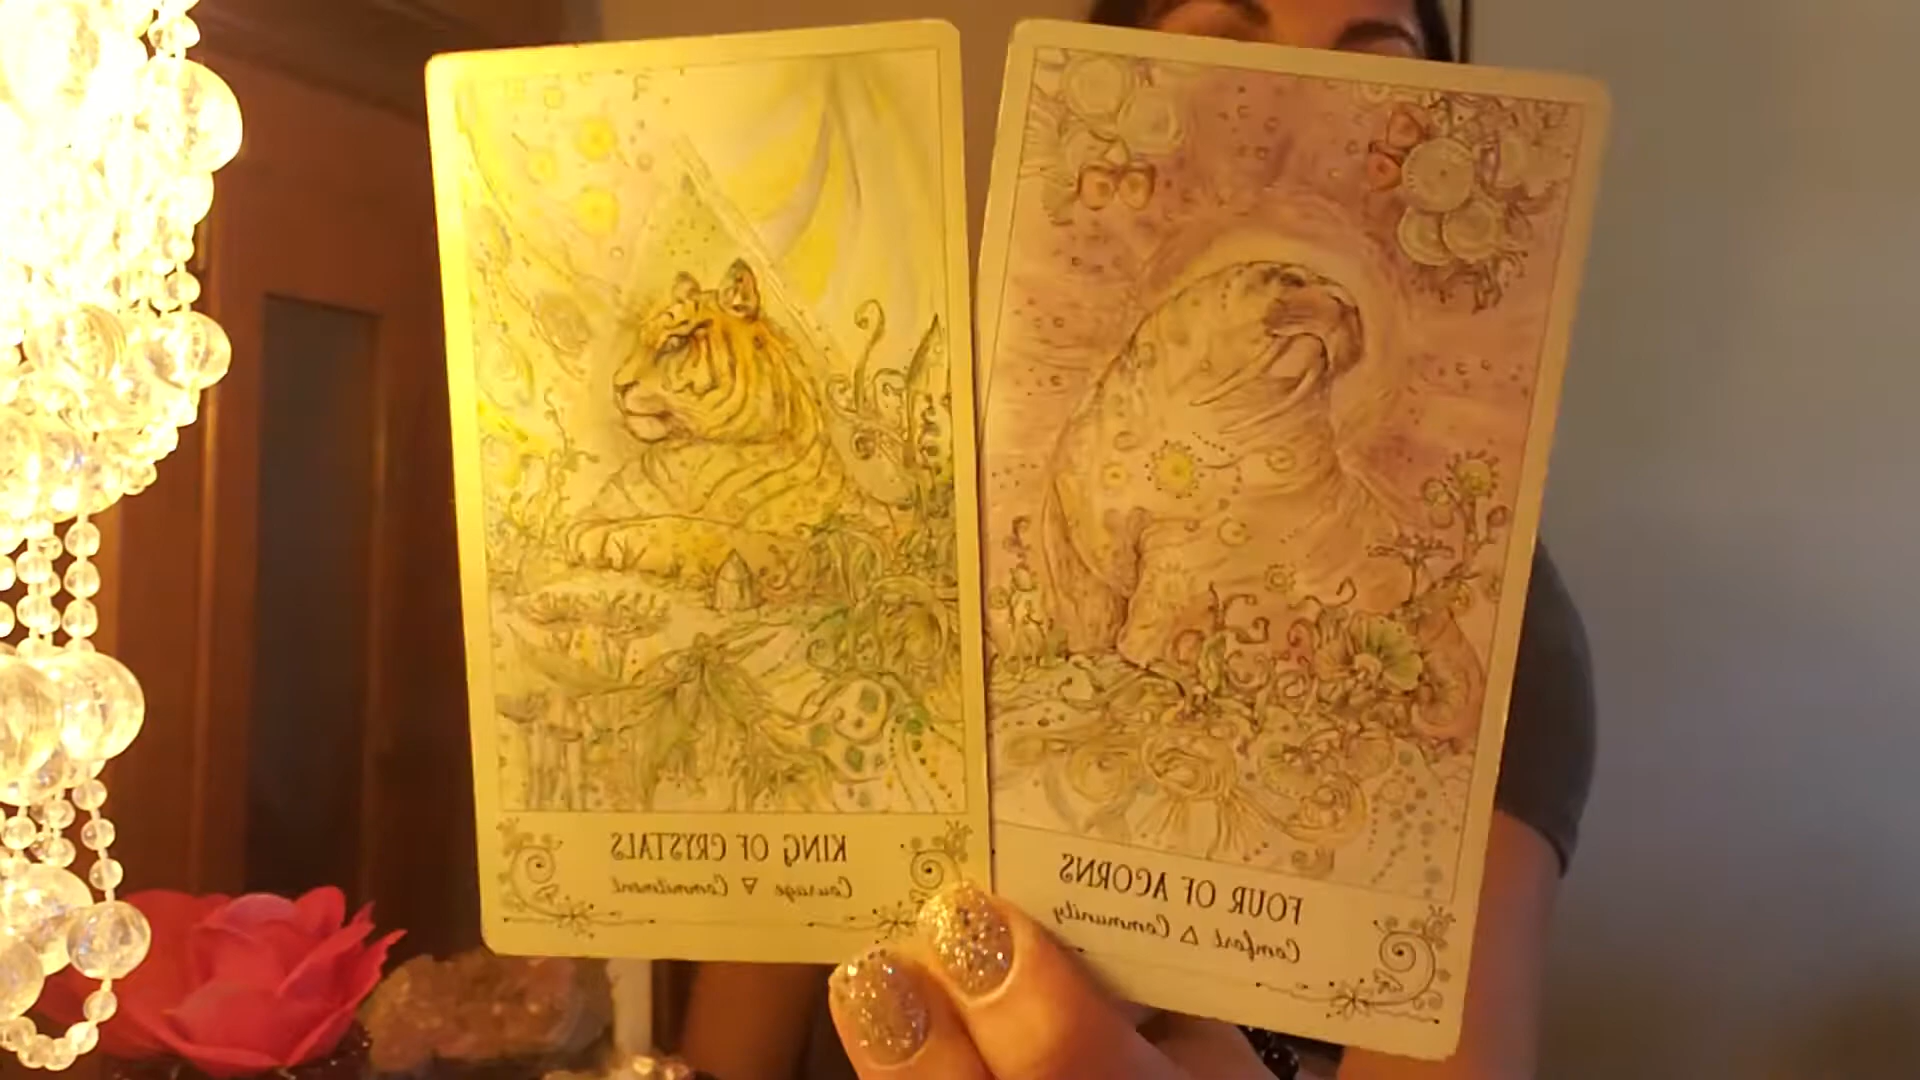 KING OF CRYSTALS
Courage ▽ Commitment
FOUR OF ACORNS
Comfort △ Community